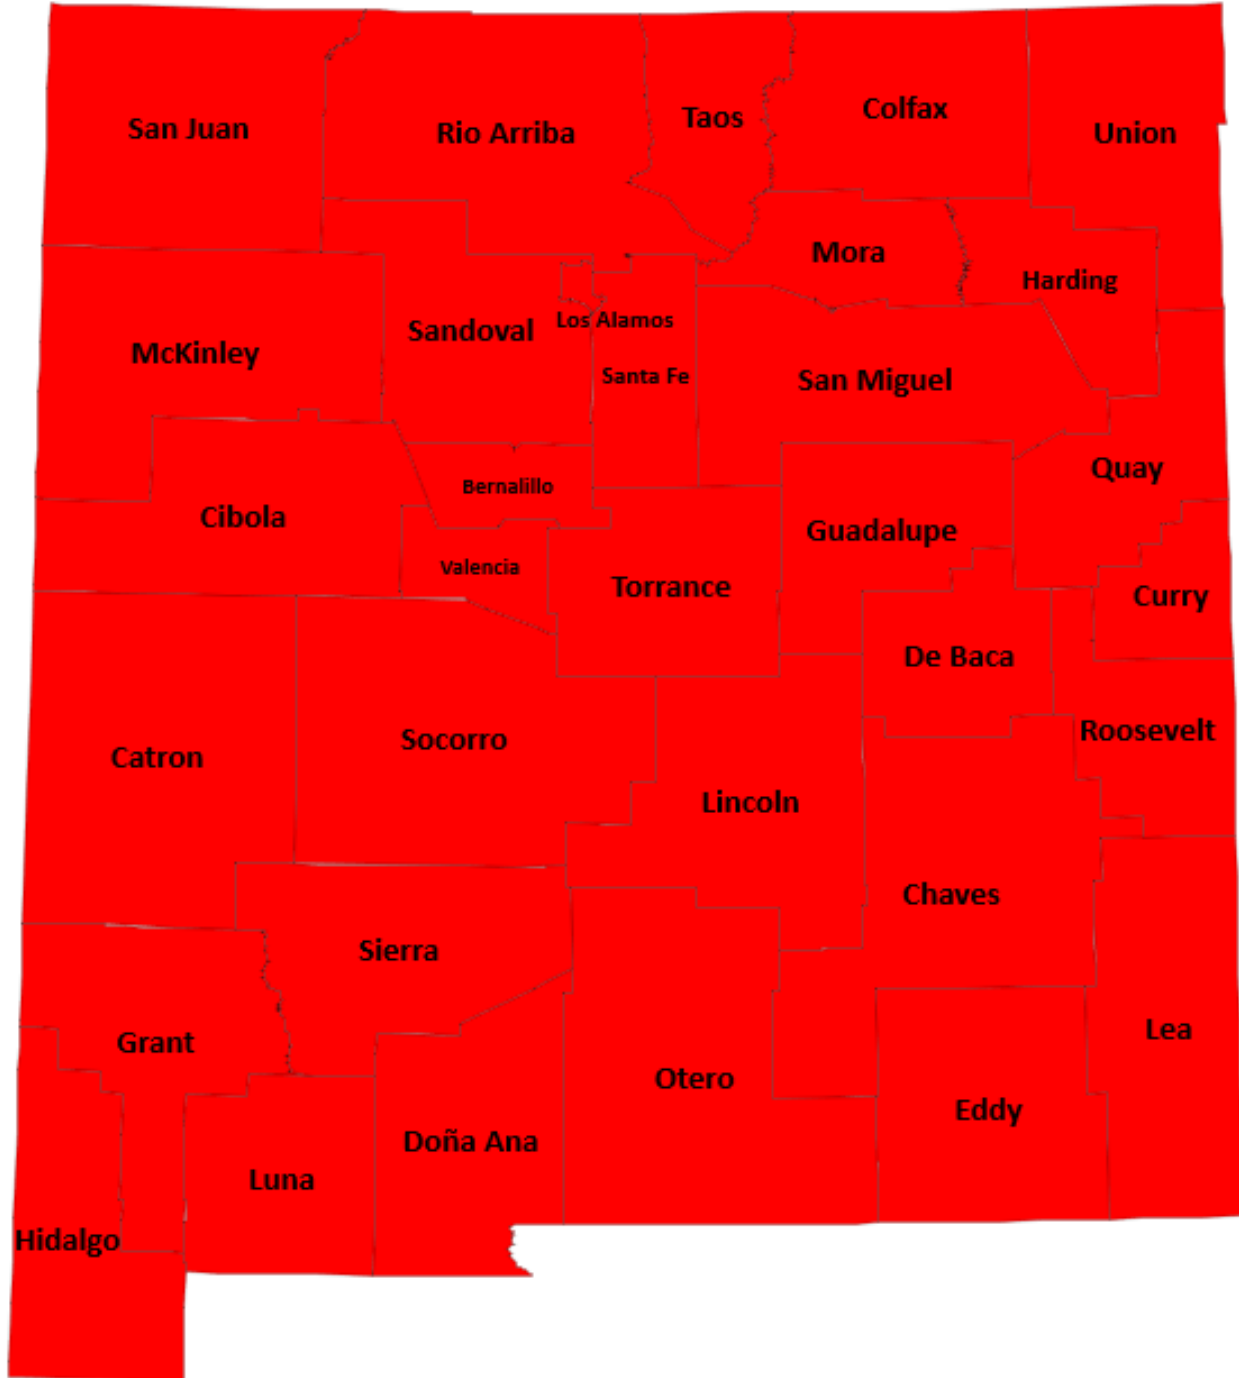 San Juan
Rio Arriba
Taos
Colfax
Union
Mora
Harding
Los Alamos
Sandoval
McKinley
Santa Fe
San Miguel
Quay
Bernalillo
Cibola
Guadalupe
Valencia
Torrance
Curry
De Baca
Roosevelt
Socorro
Catron
Lincoln
Chaves
Sierra
Lea
Grant
Otero
Eddy
Doña Ana
Luna
Hidalgo